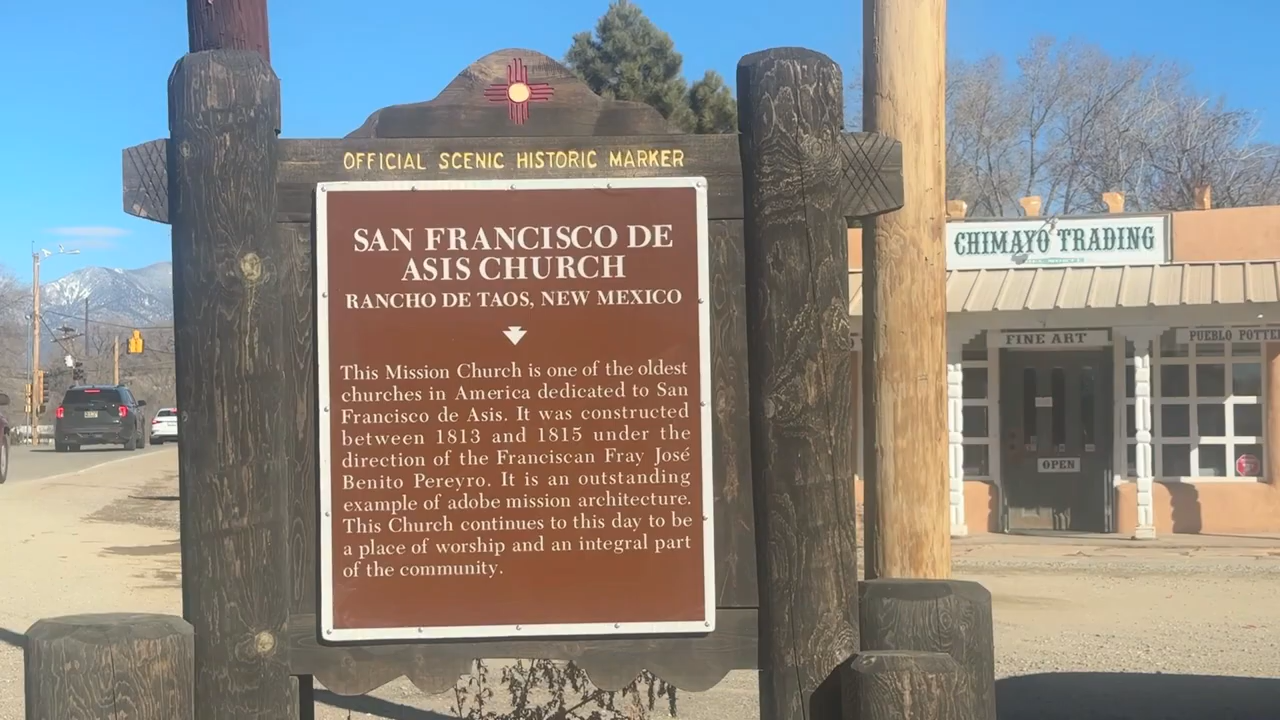 OFFICIAL SCENIC HISTORIC MARKER
SAN FRANCISCO DE
ASIS CHURCH
RANCHO DE TAOS, NEW MEXICO
This Mission Church is one of the oldest
churches in America dedicated to San
Francisco de Asis. It was constructed
between 1813 and 1815 under the
direction of the Franciscan Fray José
Benito Pereyro. It is an outstanding
example of adobe mission architecture.
This Church continues to this day to be
a place of worship and an integral part
of the community.
CHIMAYO TRADING
FINE ART
PUEBLO
OPEN